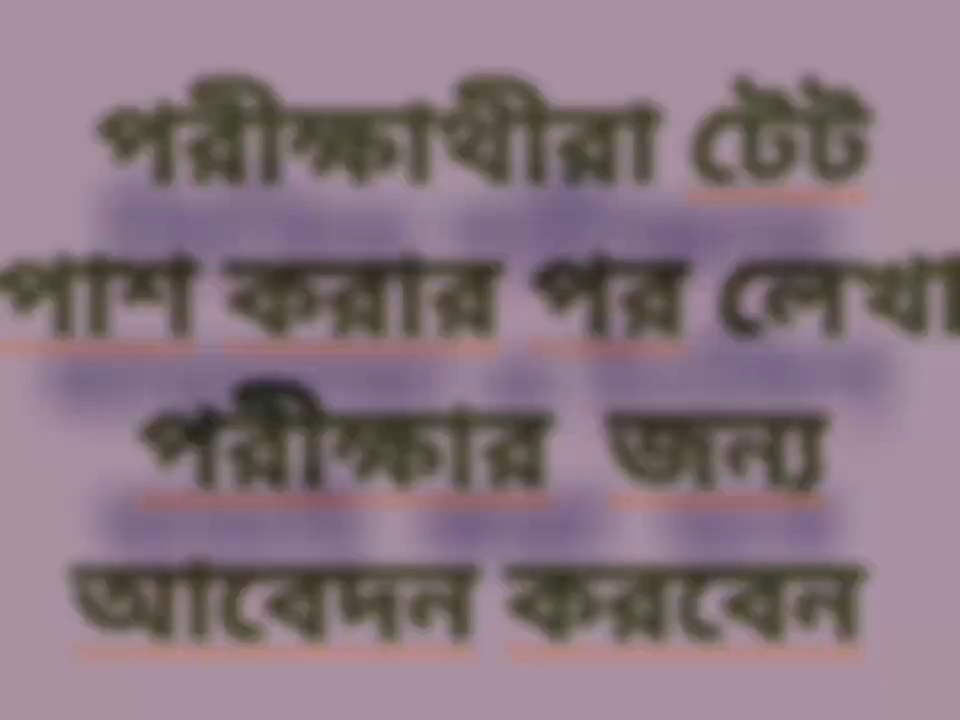 পরীক্ষার্থীরা টেট
পাশ করার পর লেখা
পরীক্ষার জন্য
আবেদন করবেন